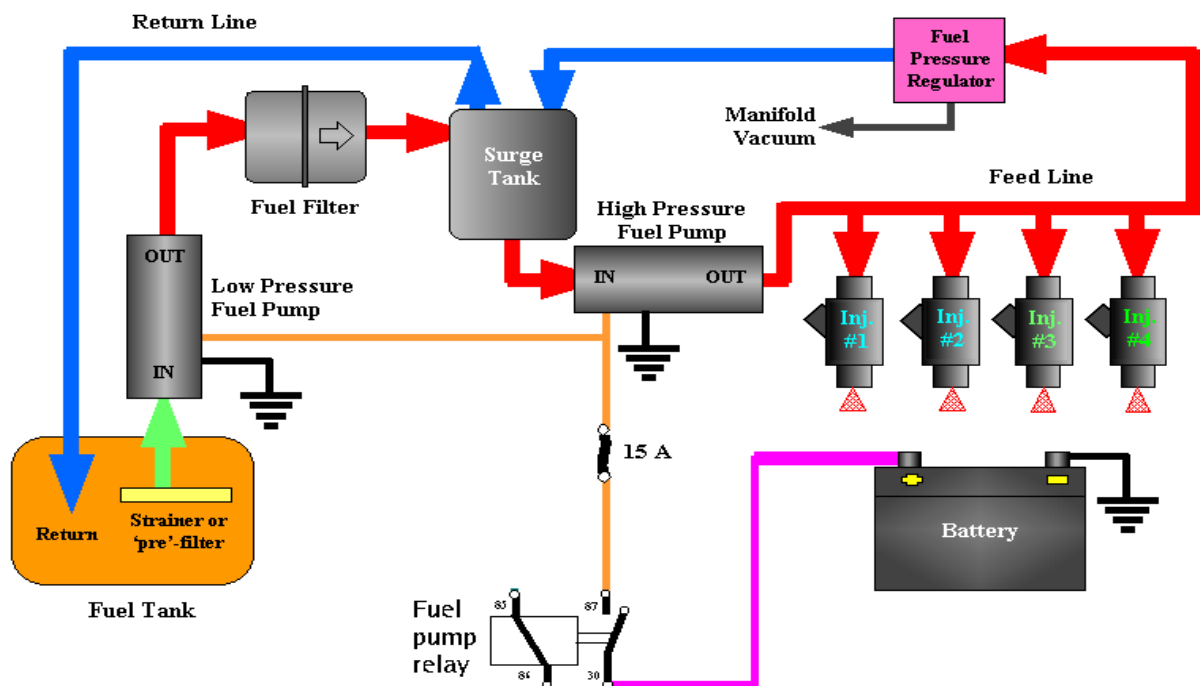 Return Line
Fuel
Pressure
Regulator
Manifold
Vacuum
Surge
Tank
Feed Line
Fuel Filter
High Pressure
Fuel Pump
OUT
IN
OUT
Low Pressure
Fuel Pump
Inj.
#1
Inj.
#2
Inj.
#3
Inj.
#4
IN
15 A
Strainer or
'pre'-filter
Return
Battery
Fuel Tank
Fuel
pump
relay
85
87
86
30